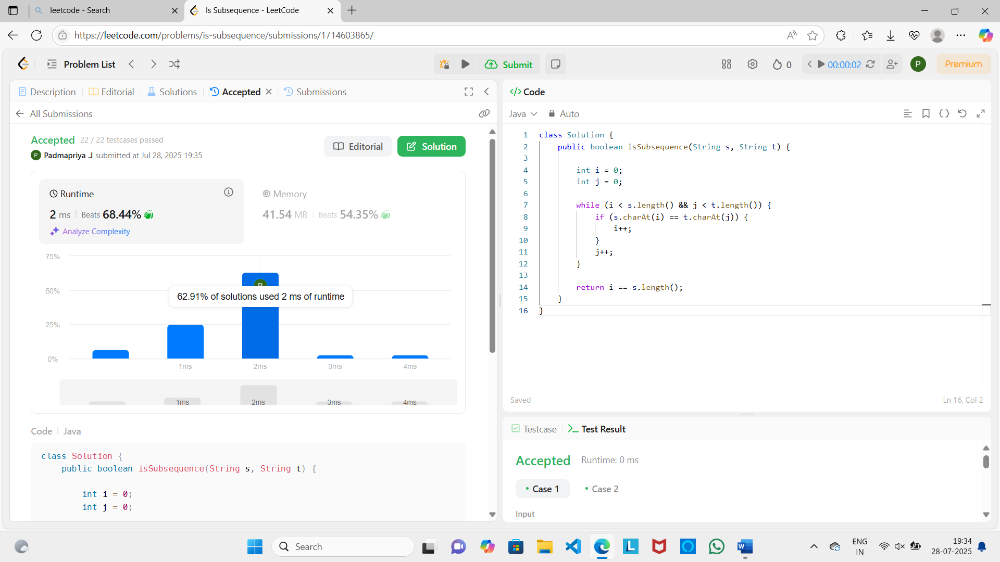 leetcode - Search
Is Subsequence - LeetCode
https://leetcode.com/problems/is-subsequence/submissions/1714603865/
Problem List
Submit
0
00:00:02
P
Premium
Description
Editorial
Solutions
Accepted
Submissions
All Submissions
Accepted 22 / 22 testcases passed
P Padmapriya .J submitted at Jul 28, 2025 19:35
Editorial
Solution
Runtime
2 ms Beats 68.44%
Analyze Complexity
Memory
41.54 MB Beats 54.35%
75%
50%
25%
0%
62.91% of solutions used 2 ms of runtime
1ms 2ms 3ms 4ms
1ms 2ms 3ms 4ms
Code Java
class Solution {
public boolean isSubsequence(String s, String t) {
int i = 0;
int j = 0;
</> Code
Java Auto
1 class Solution {
2 public boolean isSubsequence(String s, String t) {
3
4 int i = 0;
5 int j = 0;
6
7 while (i < s.length() && j < t.length()) {
8 if (s.charAt(i) == t.charAt(j)) {
9 i++;
10 }
11 j++;
12 }
13
14 return i == s.length();
15 }
16 }
Saved
Ln 16, Col 2
Testcase
Test Result
Accepted Runtime: 0 ms
Case 1
Case 2
Input
Search
ENG
IN
19:34
28-07-2025